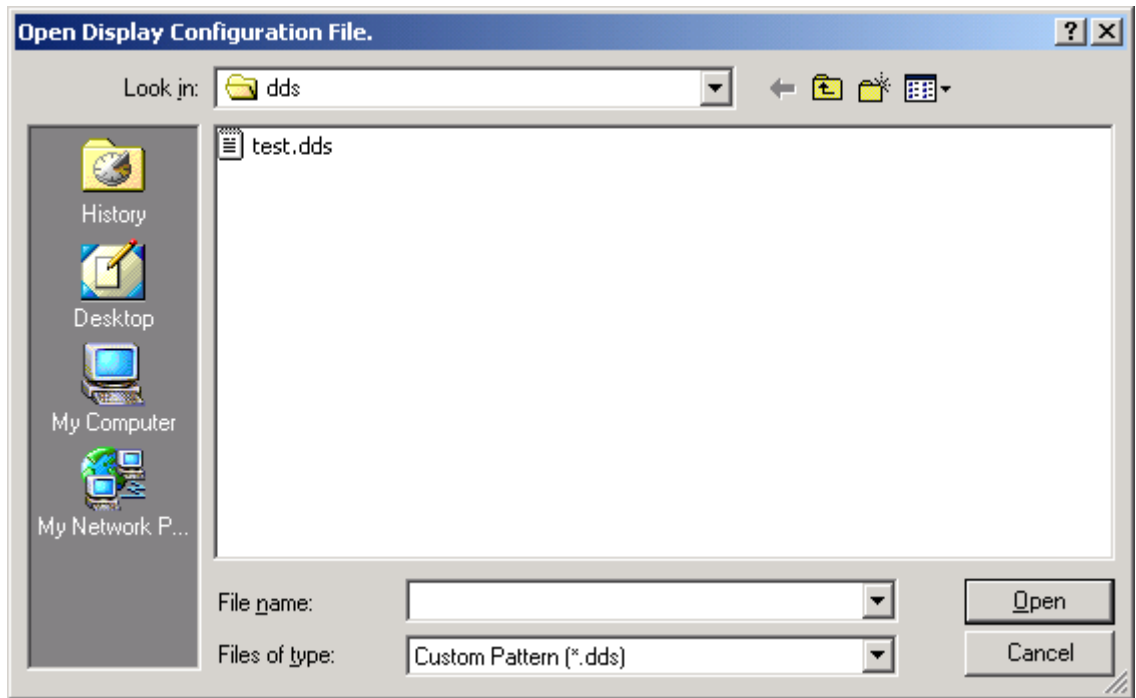 Open Display Configuration File.
?
Look in: dds
test.dds
History
Desktop
My Computer
My Network P...
File name: Open
Files of type: Custom Pattern (*.dds) Cancel